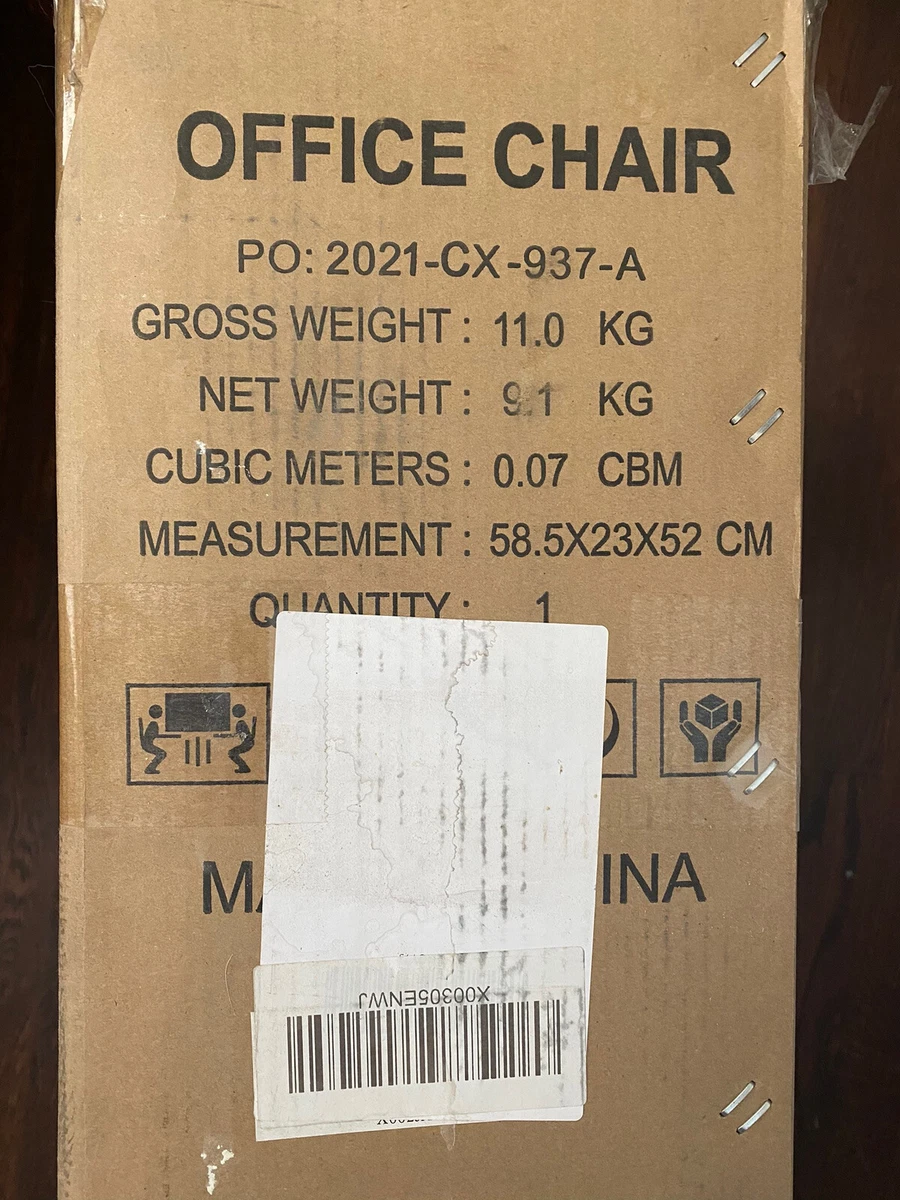 OFFICE CHAIR
PO: 2021-CX-937-A
GROSS WEIGHT : 11.0 KG
NET WEIGHT : 9.1 KG
CUBIC METERS : 0.07 CBM
MEASUREMENT : 58.5X23X52 CM
QUANTITY : 1
X00305ENWJ